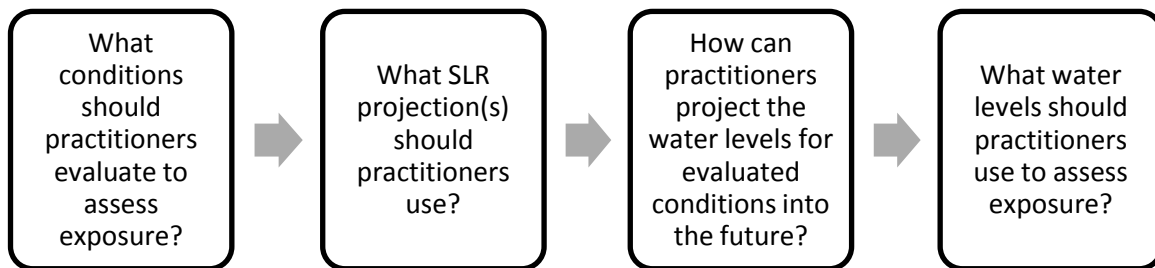 What
conditions
should
practitioners
evaluate to
assess
exposure?
What SLR
projection(s)
should
practitioners
use?
How can
practitioners
project the
water levels for
evaluated
conditions into
the future?
What water
levels should
practitioners
use to assess
exposure?